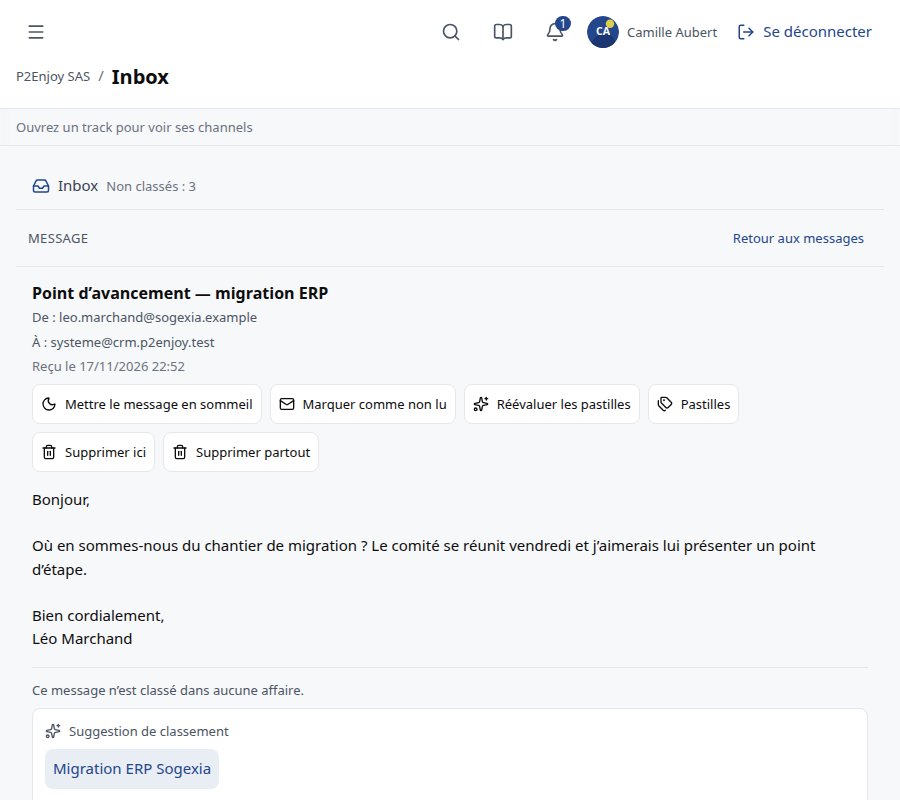 1
CA
Camille Aubert
Se déconnecter
P2Enjoy SAS / Inbox
Ouvrez un track pour voir ses channels
Inbox Non classés : 3
MESSAGE
Retour aux messages
Point d’avancement — migration ERP
De : leo.marchand@sogexia.example
À : systeme@crm.p2enjoy.test
Reçu le 17/11/2026 22:52
Mettre le message en sommeil
Marquer comme non lu
Réévaluer les pastilles
Pastilles
Supprimer ici
Supprimer partout
Bonjour,
Où en sommes-nous du chantier de migration ? Le comité se réunit vendredi et j’aimerais lui présenter un point
d’étape.
Bien cordialement,
Léo Marchand
Ce message n’est classé dans aucune affaire.
Suggestion de classement
Migration ERP Sogexia